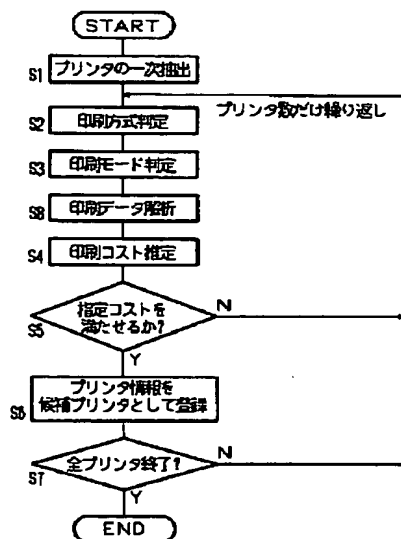 START
S1 プリンタの一次抽出
プリンタ数だけ繰り返し
S2 印刷方式判定
S3 印刷モード判定
S8 印刷データ解析
S4 印刷コスト推定
指定コストを
満たせるか?
N
S5
Y
プリンタ情報を
S6 候補プリンタとして登録
全プリンタ終了?
N
S7
Y
END